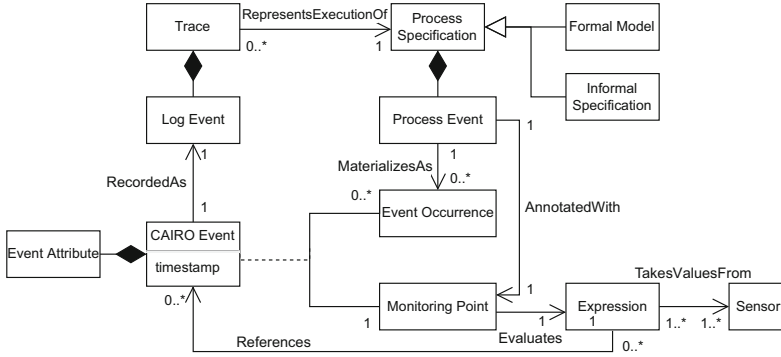 Trace
RepresentsExecutionOf
0..*
1
Process
Specification
Formal Model
Informal
Specification
Log Event
Process Event
1
1
1
MaterializesAs
0..*
RecordedAs
0..*
Event Occurrence
AnnotatedWith
1
Event Attribute
CAIRO Event
timestamp
TakesValuesFrom
0..*
1
Monitoring Point
1
1
Evaluates
Expression
1
1..*
1..*
Sensor
References
0..*